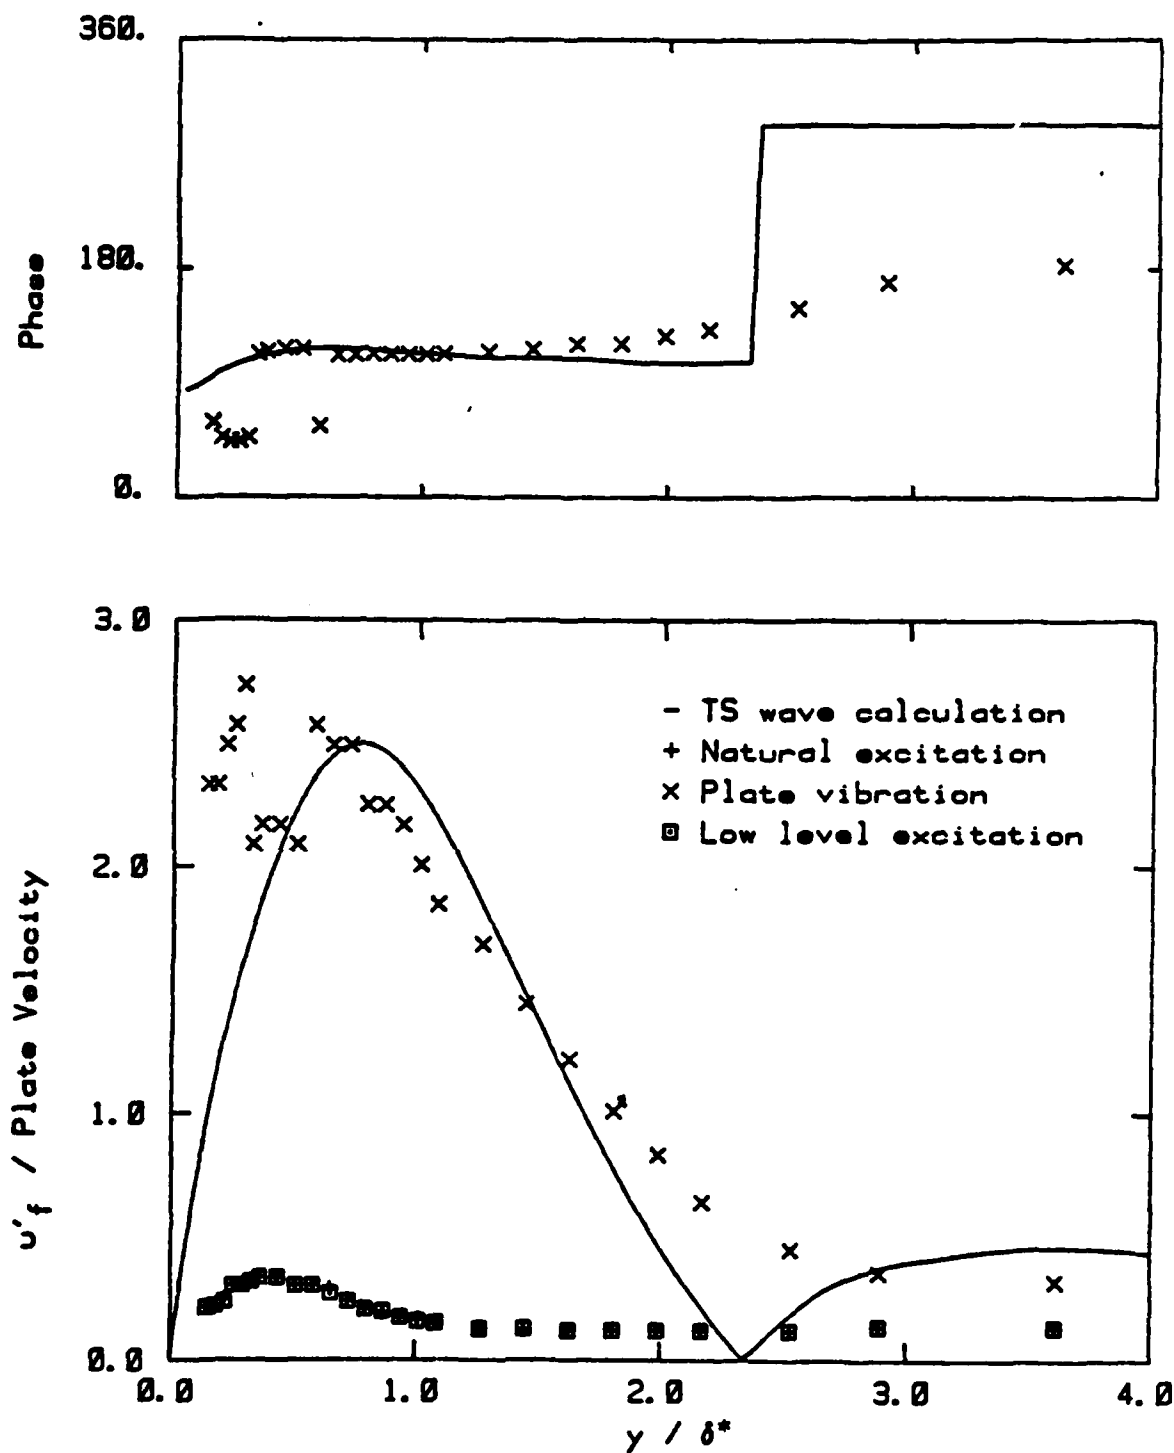 360.
180.
0.
Phase
3.0
2.0
1.0
0.0
u'f / Plate Velocity
- TS wave calculation
+ Natural excitation
× Plate vibration
⊡ Low level excitation
0.0 1.0 2.0 3.0 4.0
y / δ*